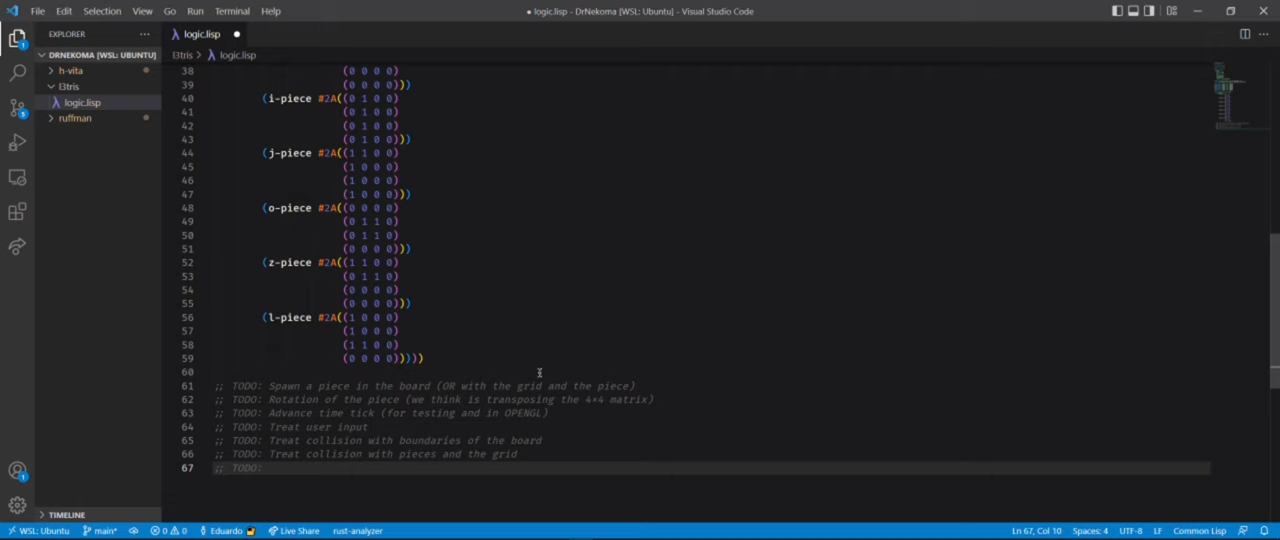 File Edit Selection View Go Run Terminal Help
● logic.lisp - DrNekoma [WSL: Ubuntu] - Visual Studio Code
EXPLORER
DRNEKOMA [WSL: UBUNTU]
h-vita
l3tris
logic.lisp
ruffman
TIMELINE
logic.lisp
l3tris > logic.lisp
38 (0 0 0 0)
39 (0 0 0 0)))
40 (i-piece #2A((0 1 0 0)
41 (0 1 0 0)
42 (0 1 0 0)
43 (0 1 0 0)))
44 (j-piece #2A((1 1 0 0)
45 (1 0 0 0)
46 (1 0 0 0)
47 (1 0 0 0)))
48 (o-piece #2A((0 0 0 0)
49 (0 1 1 0)
50 (0 1 1 0)
51 (0 0 0 0)))
52 (z-piece #2A((1 1 0 0)
53 (0 1 1 0)
54 (0 0 0 0)
55 (0 0 0 0)))
56 (l-piece #2A((1 0 0 0)
57 (1 0 0 0)
58 (1 1 0 0)
59 (0 0 0 0)))))
60
61 ;; TODO: Spawn a piece in the board (OR with the grid and the piece)
62 ;; TODO: Rotation of the piece (we think is transposing the 4×4 matrix)
63 ;; TODO: Advance time tick (for testing and in OPENGL)
64 ;; TODO: Treat user input
65 ;; TODO: Treat collision with boundaries of the board
66 ;; TODO: Treat collision with pieces and the grid
67 ;; TODO:
WSL: Ubuntu main* 0 0 Eduardo Live Share rust-analyzer Ln 67, Col 10 Spaces: 4 UTF-8 LF Common Lisp